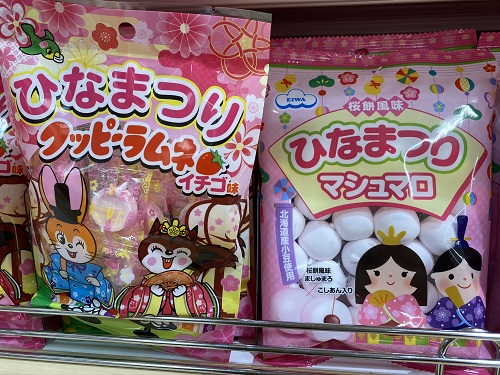 ひなまつり
クッピーラムネ
イチゴ味
EIWA
桜餅風味
ひなまつり
マシュマロ
北海道産小豆使用
桜餅風味
ましゅまろ
こしあん入り